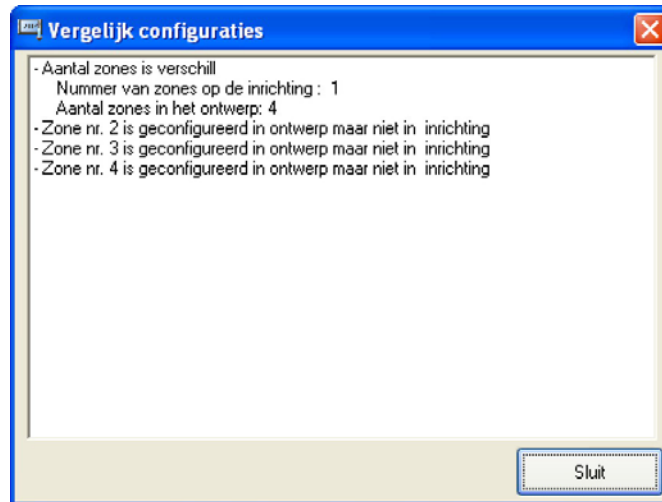 Vergelijk configuraties
- Aantal zones is verschill
Nummer van zones op de inrichting : 1
Aantal zones in het ontwerp: 4
- Zone nr. 2 is geconfigureerd in ontwerp maar niet in inrichting
- Zone nr. 3 is geconfigureerd in ontwerp maar niet in inrichting
- Zone nr. 4 is geconfigureerd in ontwerp maar niet in inrichting
Sluit